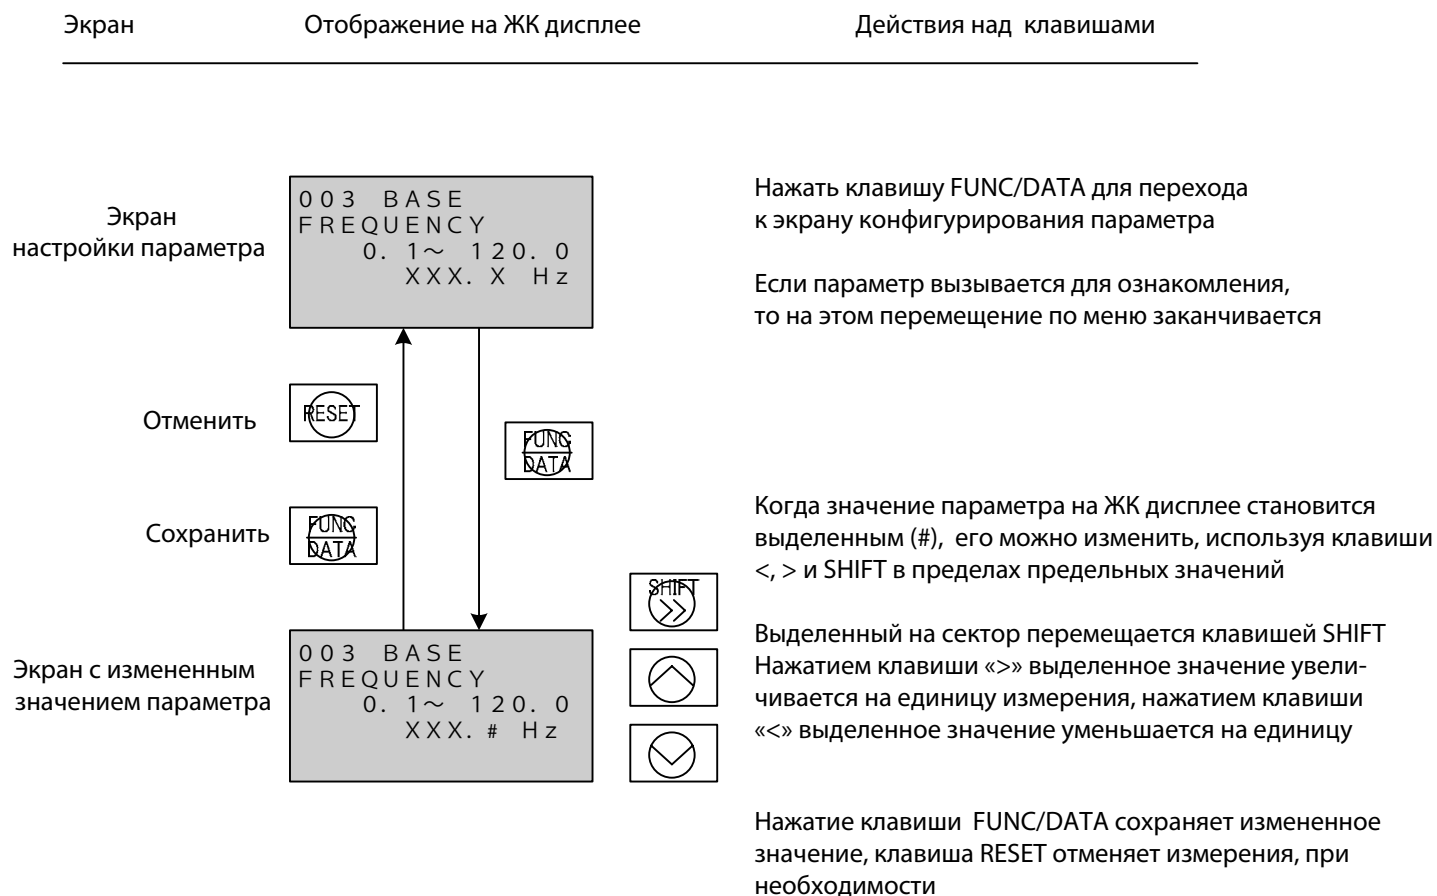 Экран Отображение на ЖК дисплее Действия над клавишами
Экран
настройки параметра
003 BASE
FREQUENCY
0. 1～ 120. 0
XXX. X Hz
Нажать клавишу FUNC/DATA для перехода
к экрану конфигурирования параметра
Если параметр вызывается для ознакомления,
то на этом перемещение по меню заканчивается
Отменить
RESET
FUNC
DATA
Сохранить
FUNC
DATA
Когда значение параметра на ЖК дисплее становится
выделенным (#), его можно изменить, используя клавиши
<, > и SHIFT в пределах предельных значений
SHIFT
Экран с измененным
значением параметра
003 BASE
FREQUENCY
0. 1～ 120. 0
XXX. # Hz
Выделенный на сектор перемещается клавишей SHIFT
Нажатием клавиши «>» выделенное значение увели-
чивается на единицу измерения, нажатием клавиши
«<» выделенное значение уменьшается на единицу
Нажатие клавиши FUNC/DATA сохраняет измененное
значение, клавиша RESET отменяет измерения, при
необходимости